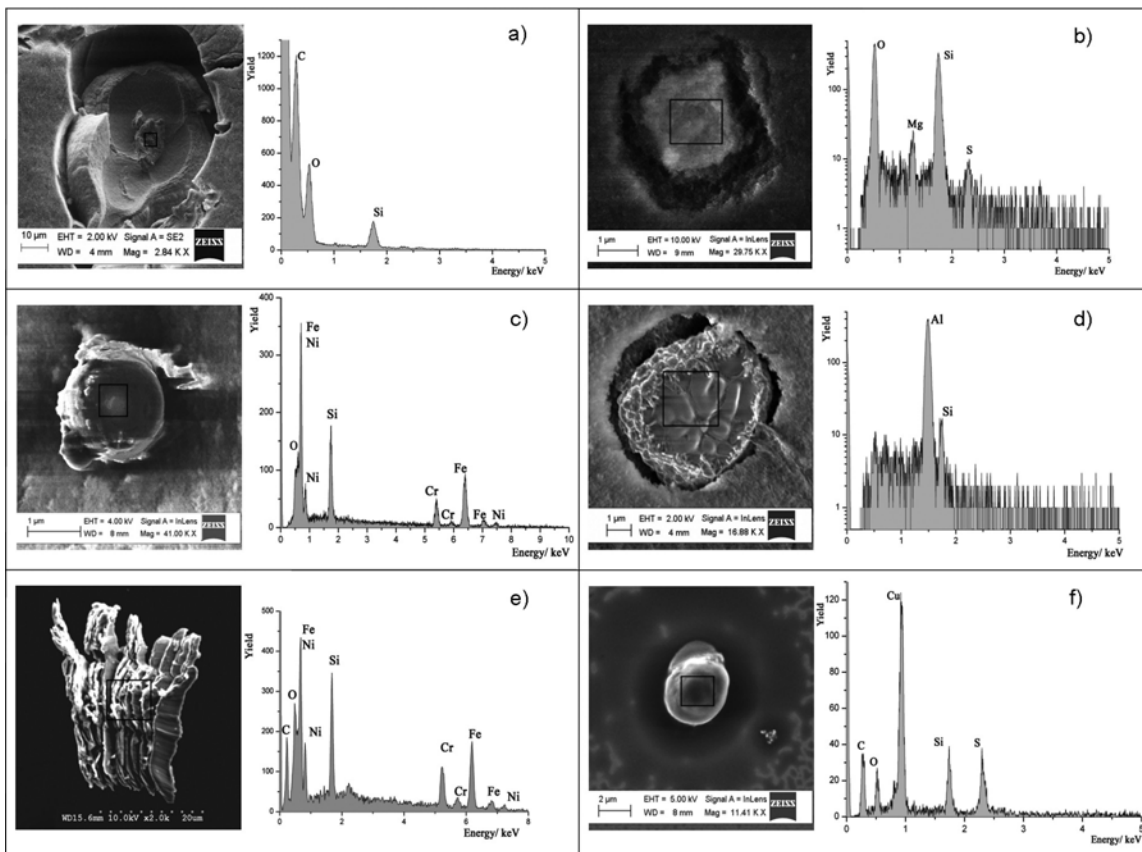 a)
Yield
1200
1000
800
600
400
200
0
C
O
Si
0 1 2 3 4 5
Energy/ keV
10 µm EHT = 2.00 kV Signal A = SE2 ZEISS
WD = 4 mm Mag = 2.84 K X
b)
Yield
100
10
1
O
Si
Mg
S
0 1 2 3 4 5
Energy/ keV
1 µm EHT = 10.00 kV Signal A = InLens ZEISS
WD = 9 mm Mag = 29.75 K X
c)
Yield
400
300
200
100
0
Fe
Ni
Si
O
Ni
Fe
Cr
Cr
Fe
Ni
0 1 2 3 4 5 6 7 8 9 10
Energy/ keV
1 µm EHT = 4.00 kV Signal A = InLens ZEISS
WD = 8 mm Mag = 41.00 K X
d)
Yield
100
10
1
Al
Si
0 1 2 3 4 5
Energy/ keV
1 µm EHT = 2.00 kV Signal A = InLens ZEISS
WD = 4 mm Mag = 16.88 K X
e)
Yield
500
400
300
200
100
0
Fe
Ni
Si
O
C
Ni
Fe
Cr
Cr
Fe
Ni
0 2 4 6 8
Energy/ keV
WD15.6mm 10.0kV x2.0k 20um
f)
Yield
120
100
80
60
40
20
0
Cu
C
O
Si
S
0 1 2 3 4 5
Energy/ keV
2 µm EHT = 5.00 kV Signal A = InLens ZEISS
WD = 8 mm Mag = 11.41 K X